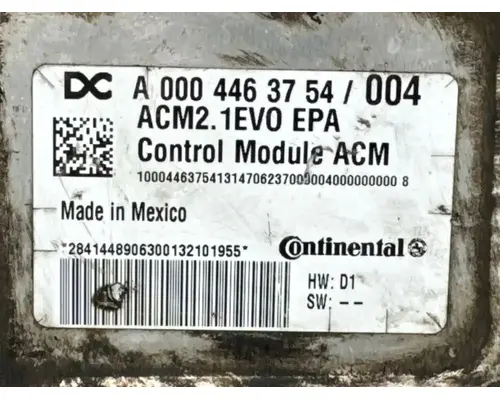 DC A 000 446 37 54 / 004
ACM2.1EVO EPA
Control Module ACM
10004463754131470623700900400000000 8
Made in Mexico
*2841448906300132101955*
Continental
HW: D1
SW: --